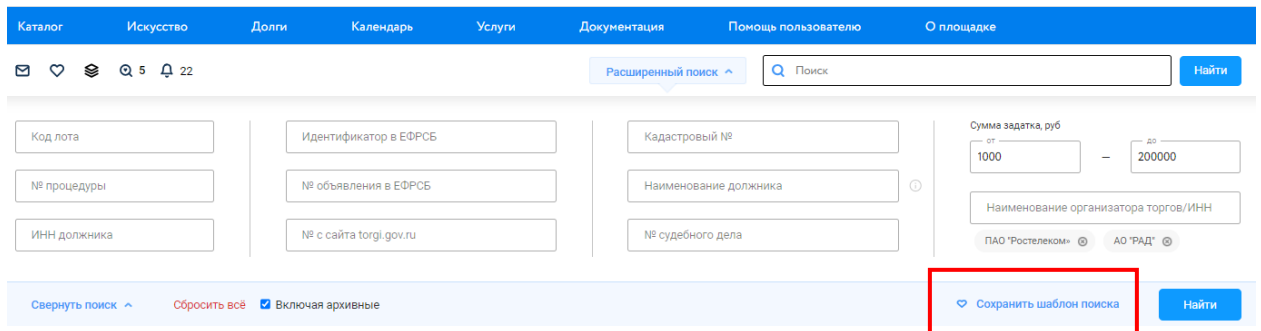 Каталог Искусство Долги Календарь Услуги Документация Помощь пользователю О площадке
5 22 Расширенный поиск Поиск Найти
Сумма задатка, руб
Код лота Идентификатор в ЕФРСБ Кадастровый № от 1000 – до 200000
№ процедуры № объявления в ЕФРСБ Наименование должника
Наименование организатора торгов/ИНН
ИНН должника № с сайта torgi.gov.ru № судебного дела
ПАО "Ростелеком» АО "РАД"
Свернуть поиск Сбросить всё Включая архивные Сохранить шаблон поиска Найти